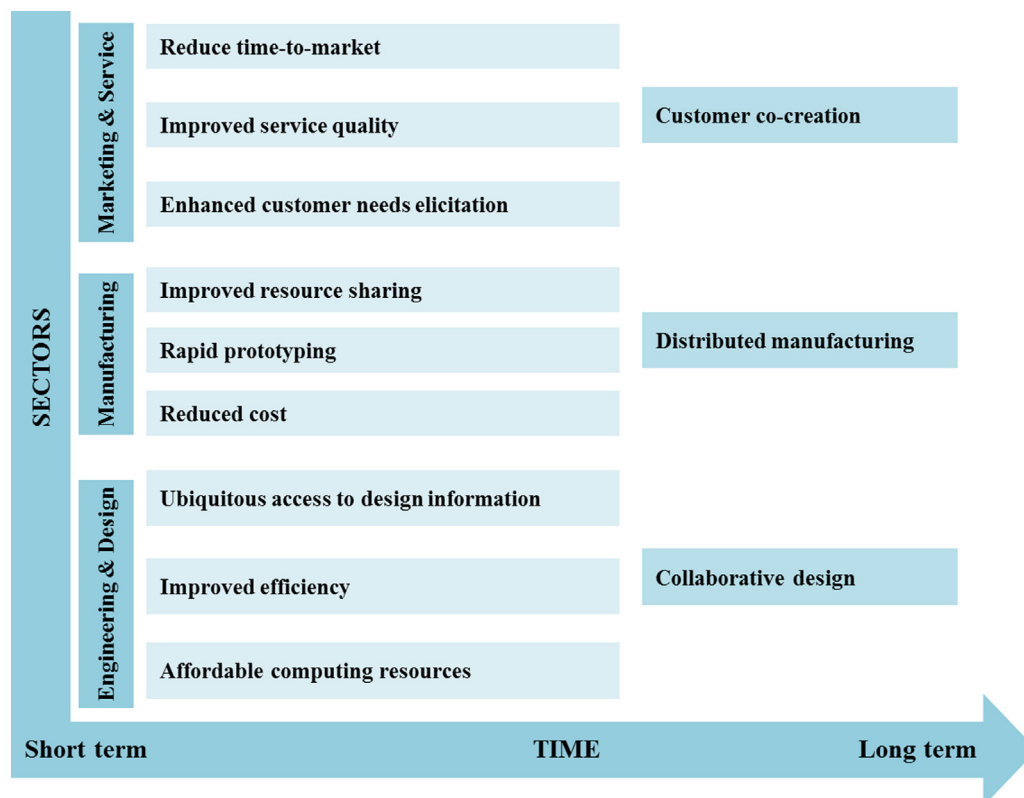 SECTORS
Marketing & Service
Reduce time-to-market
Improved service quality
Enhanced customer needs elicitation
Customer co-creation
Manufacturing
Improved resource sharing
Rapid prototyping
Reduced cost
Distributed manufacturing
Engineering & Design
Ubiquitous access to design information
Improved efficiency
Affordable computing resources
Collaborative design
Short term
TIME
Long term